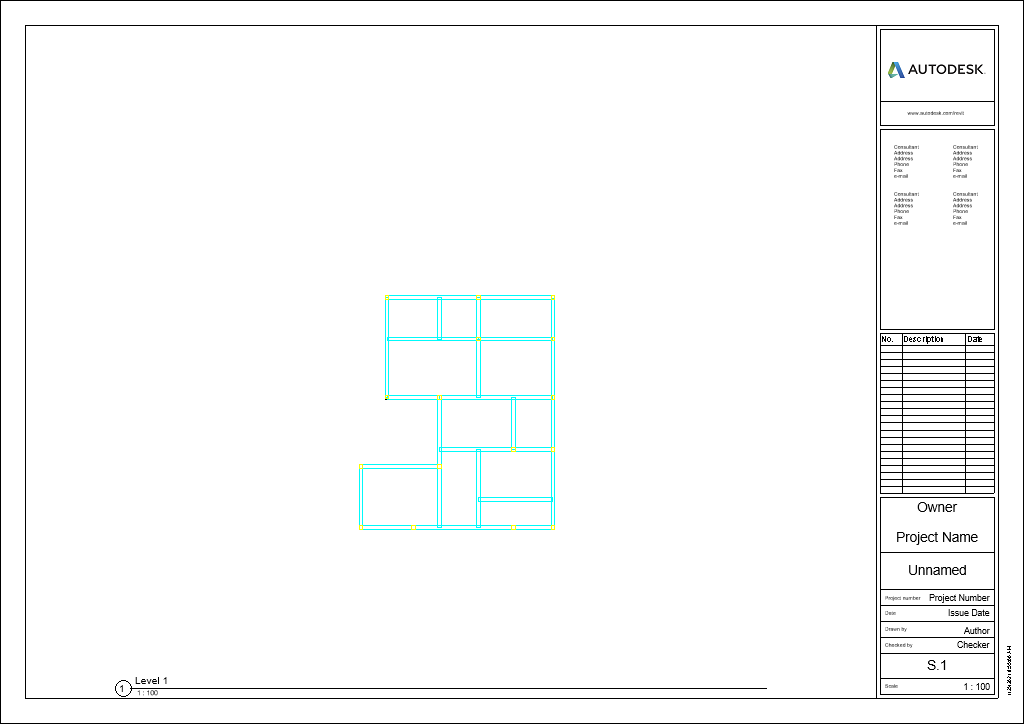 AUTODESK.
www.autodesk.com/revit
Consultant
Address
Address
Phone
Fax
e-mail
Consultant
Address
Address
Phone
Fax
e-mail
Consultant
Address
Address
Phone
Fax
e-mail
Consultant
Address
Address
Phone
Fax
e-mail
No. Description Date
Owner
Project Name
Unnamed
Project number Project Number
Date Issue Date
Drawn by Author
Checked by Checker
S.1
Scale 1 : 100
1 Level 1
1 : 100